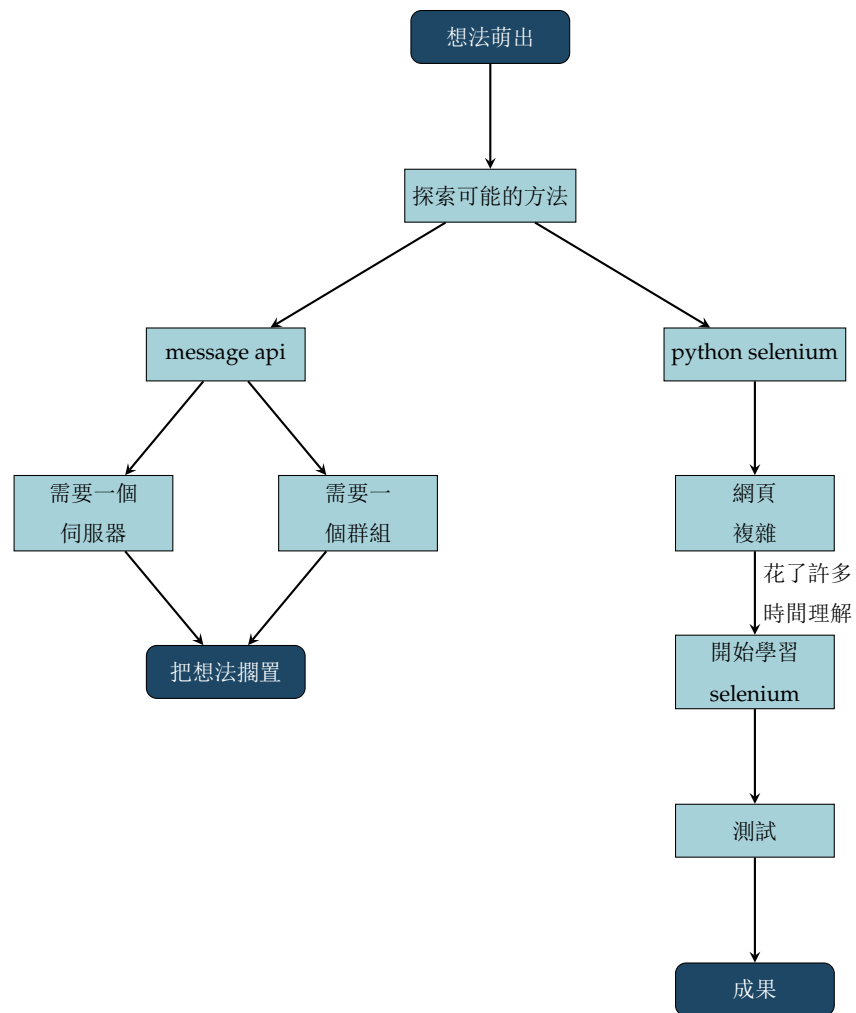 想法萌出
探索可能的方法
message api
python selenium
需要一個
伺服器
需要一
個群組
網頁
複雜
花了許多
時間理解
把想法擱置
開始學習
selenium
測試
成果